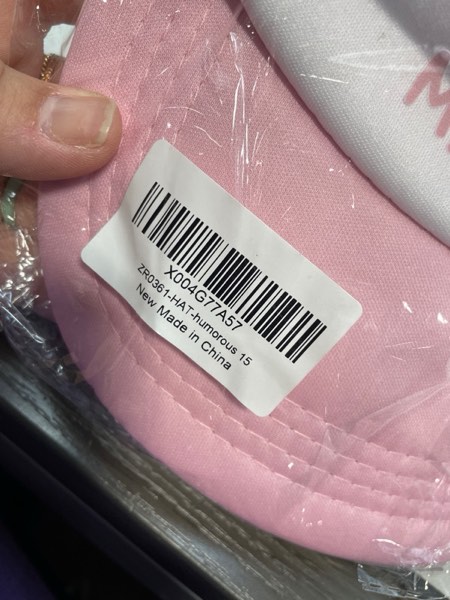 X004G77A57
ZR0361-HAT-humorous 15
New Made in China